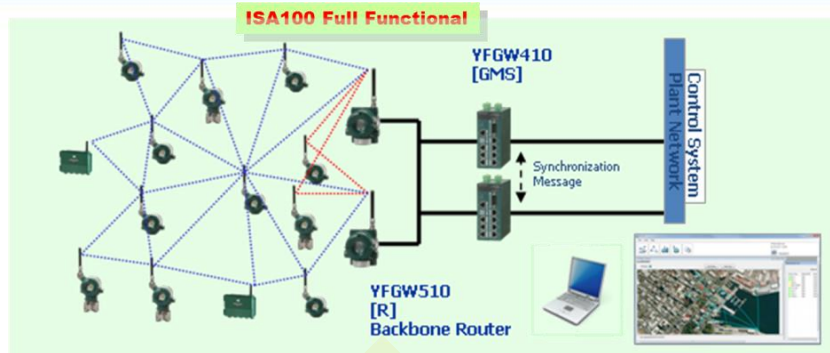 ISA100 Full Functional
YFGW410
[GMS]
Control System
Plant Network
Synchronization
Message
YFGW510
[R]
Backbone Router